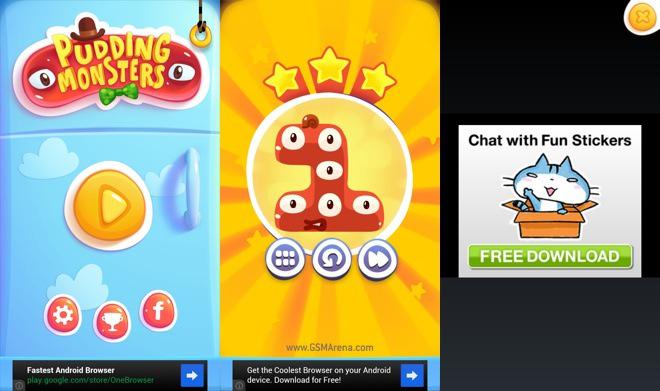 PUDDING
MONSTERS
Fastest Android Browser
play.google.com/store/OneBrowser
www.GSMArena.com
Get the Coolest Browser on your Android
device. Download for Free!
Chat with Fun Stickers
FREE DOWNLOAD